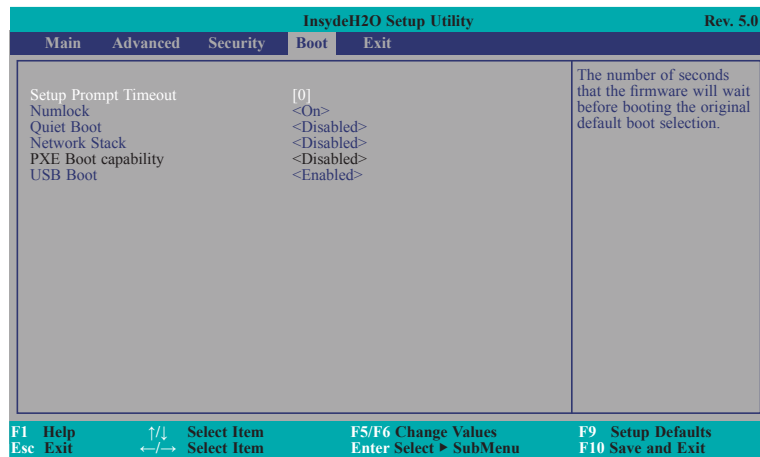 InsydeH2O Setup Utility Rev. 5.0
Main Advanced Security Boot Exit
Setup Prompt Timeout [0]
Numlock <On>
Quiet Boot <Disabled>
Network Stack <Disabled>
PXE Boot capability <Disabled>
USB Boot <Enabled>
The number of seconds
that the firmware will wait
before booting the original
default boot selection.
F1 Help ↑/↓ Select Item F5/F6 Change Values F9 Setup Defaults
Esc Exit ←/→ Select Item Enter Select ► SubMenu F10 Save and Exit